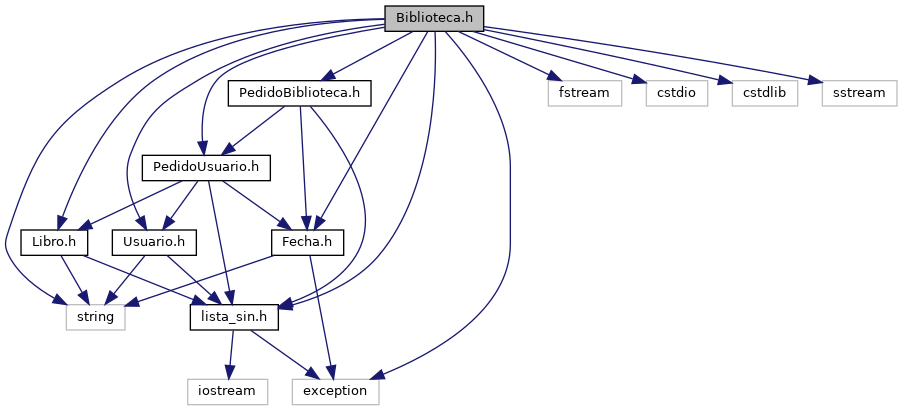 Biblioteca.h
PedidoBiblioteca.h
fstream
cstdio
cstdlib
sstream
PedidoUsuario.h
Libro.h
Usuario.h
Fecha.h
string
lista_sin.h
iostream
exception